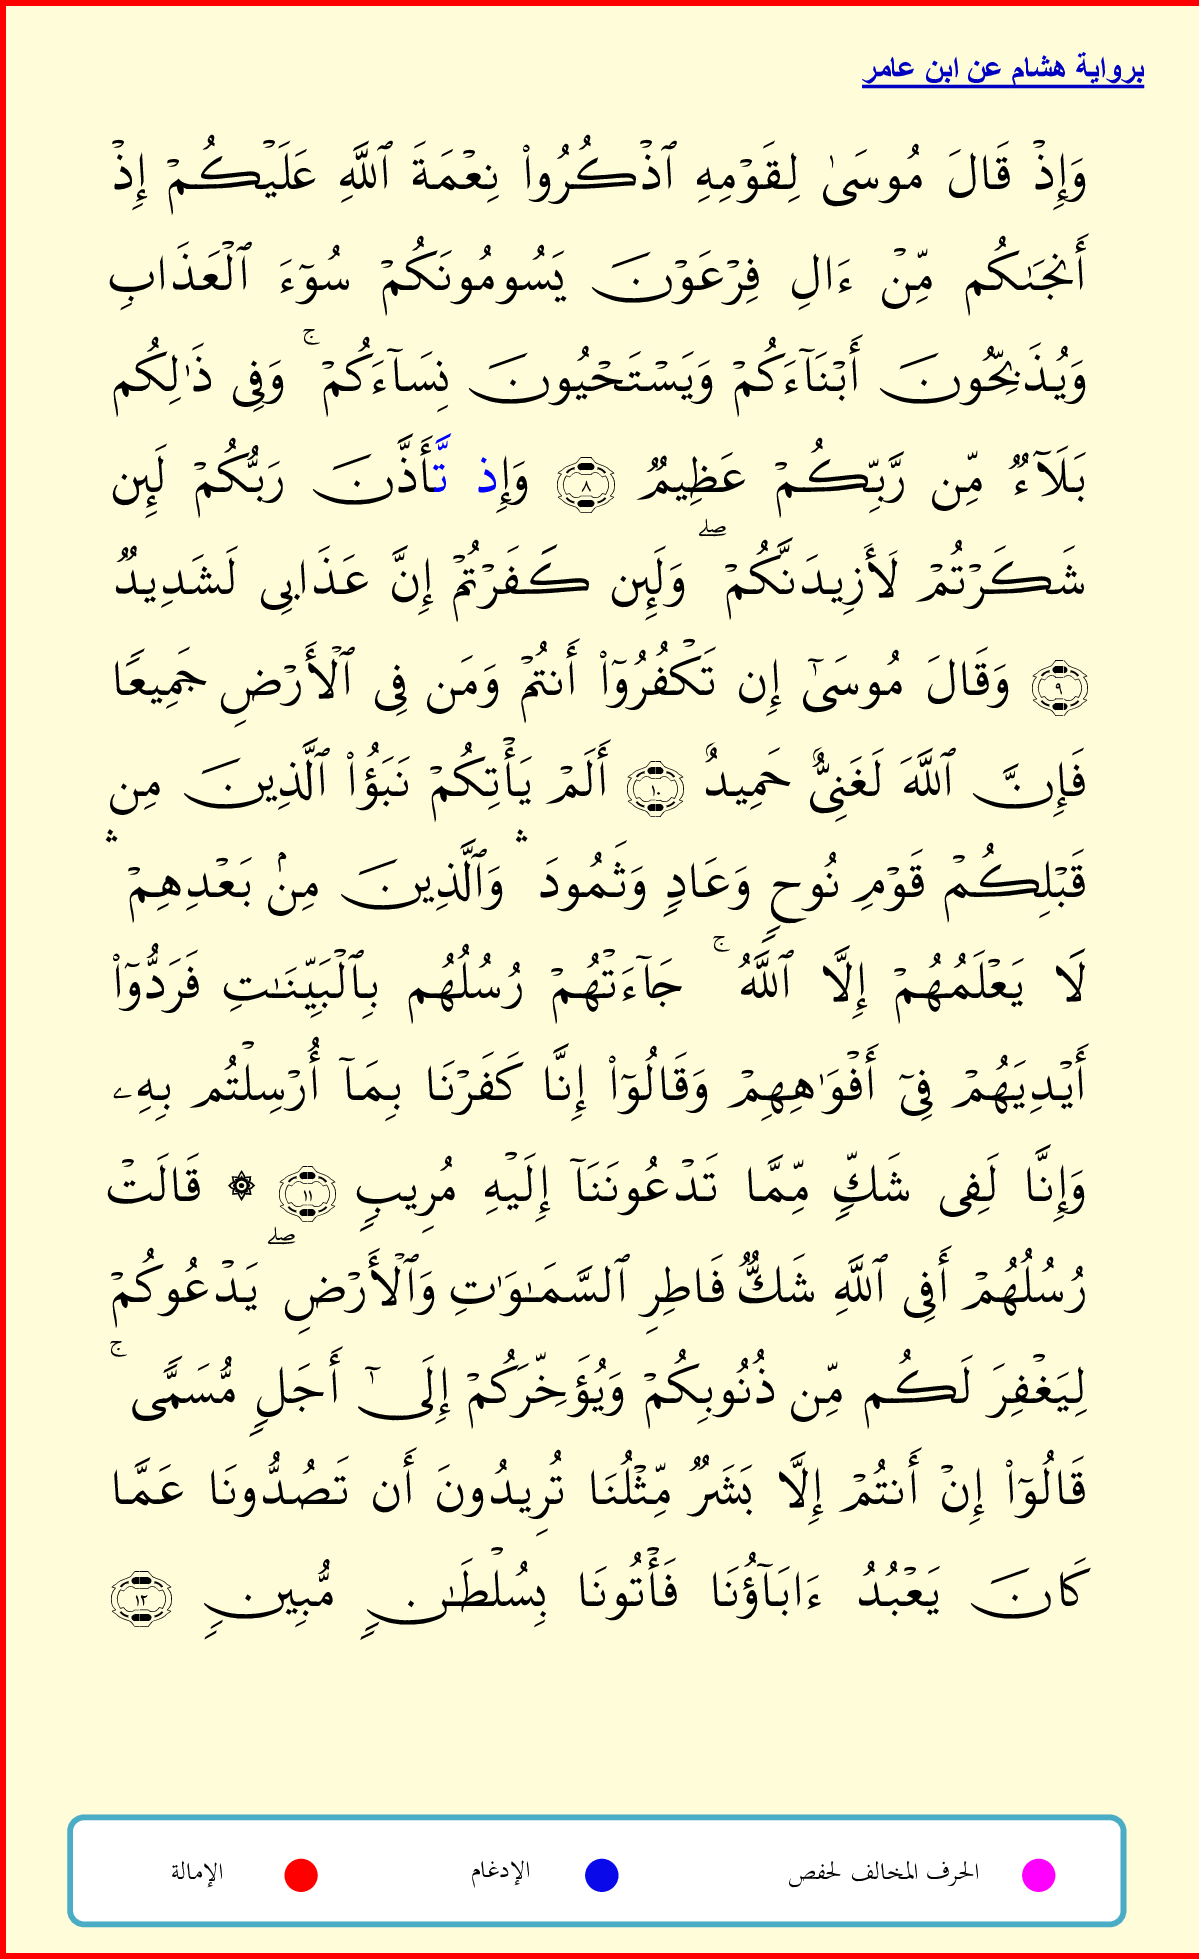 برواية هشام عن ابن عامر
وَإِذۡ قَالَ مُوسَىٰ لِقَوۡمِهِ ٱذۡكُرُواْ نِعۡمَةَ ٱللَّهِ عَلَيۡكُمۡ إِذۡ
أَنجَىٰكُم مِّنۡ ءَالِ فِرۡعَوۡنَ يَسُومُونَكُمۡ سُوٓءَ ٱلۡعَذَابِ
وَيُذَبِّحُونَ أَبۡنَآءَكُمۡ وَيَسۡتَحۡيُونَ نِسَآءَكُمۡۚ وَفِي ذَٰلِكُم
بَلَآءٞ مِّن رَّبِّكُمۡ عَظِيمٞ ٨ وَإِذ تَّأَذَّنَ رَبُّكُمۡ لَئِن
شَكَرۡتُمۡ لَأَزِيدَنَّكُمۡۖ وَلَئِن كَفَرۡتُمۡ إِنَّ عَذَابِي لَشَدِيدٞ
٩ وَقَالَ مُوسَىٰٓ إِن تَكۡفُرُوٓاْ أَنتُمۡ وَمَن فِي ٱلۡأَرۡضِ جَمِيعٗا
فَإِنَّ ٱللَّهَ لَغَنِيٌّ حَمِيدٌ ١٠ أَلَمۡ يَأۡتِكُمۡ نَبَؤُاْ ٱلَّذِينَ مِن
قَبۡلِكُمۡ قَوۡمِ نُوحٖ وَعَادٖ وَثَمُودَۛ وَٱلَّذِينَ مِنۢ بَعۡدِهِمۡۛ
لَا يَعۡلَمُهُمۡ إِلَّا ٱللَّهُۚ جَآءَتۡهُمۡ رُسُلُهُم بِٱلۡبَيِّنَٰتِ فَرَدُّوٓاْ
أَيۡدِيَهُمۡ فِيٓ أَفۡوَٰهِهِمۡ وَقَالُوٓاْ إِنَّا كَفَرۡنَا بِمَآ أُرۡسِلۡتُم بِهِۦ
وَإِنَّا لَفِي شَكّٖ مِّمَّا تَدۡعُونَنَآ إِلَيۡهِ مُرِيبٖ ١١ ۞ قَالَتۡ
رُسُلُهُمۡ أَفِي ٱللَّهِ شَكّٞ فَاطِرِ ٱلسَّمَٰوَٰتِ وَٱلۡأَرۡضِۖ يَدۡعُوكُمۡ
لِيَغۡفِرَ لَكُم مِّن ذُنُوبِكُمۡ وَيُؤَخِّرَكُمۡ إِلَىٰٓ أَجَلٖ مُّسَمّٗىۚ
قَالُوٓاْ إِنۡ أَنتُمۡ إِلَّا بَشَرٞ مِّثۡلُنَا تُرِيدُونَ أَن تَصُدُّونَا عَمَّا
كَانَ يَعۡبُدُ ءَابَآؤُنَا فَأۡتُونَا بِسُلۡطَٰنٖ مُّبِينٖ ١٢
الحرف المخالف لحفص الإدغام الإمالة